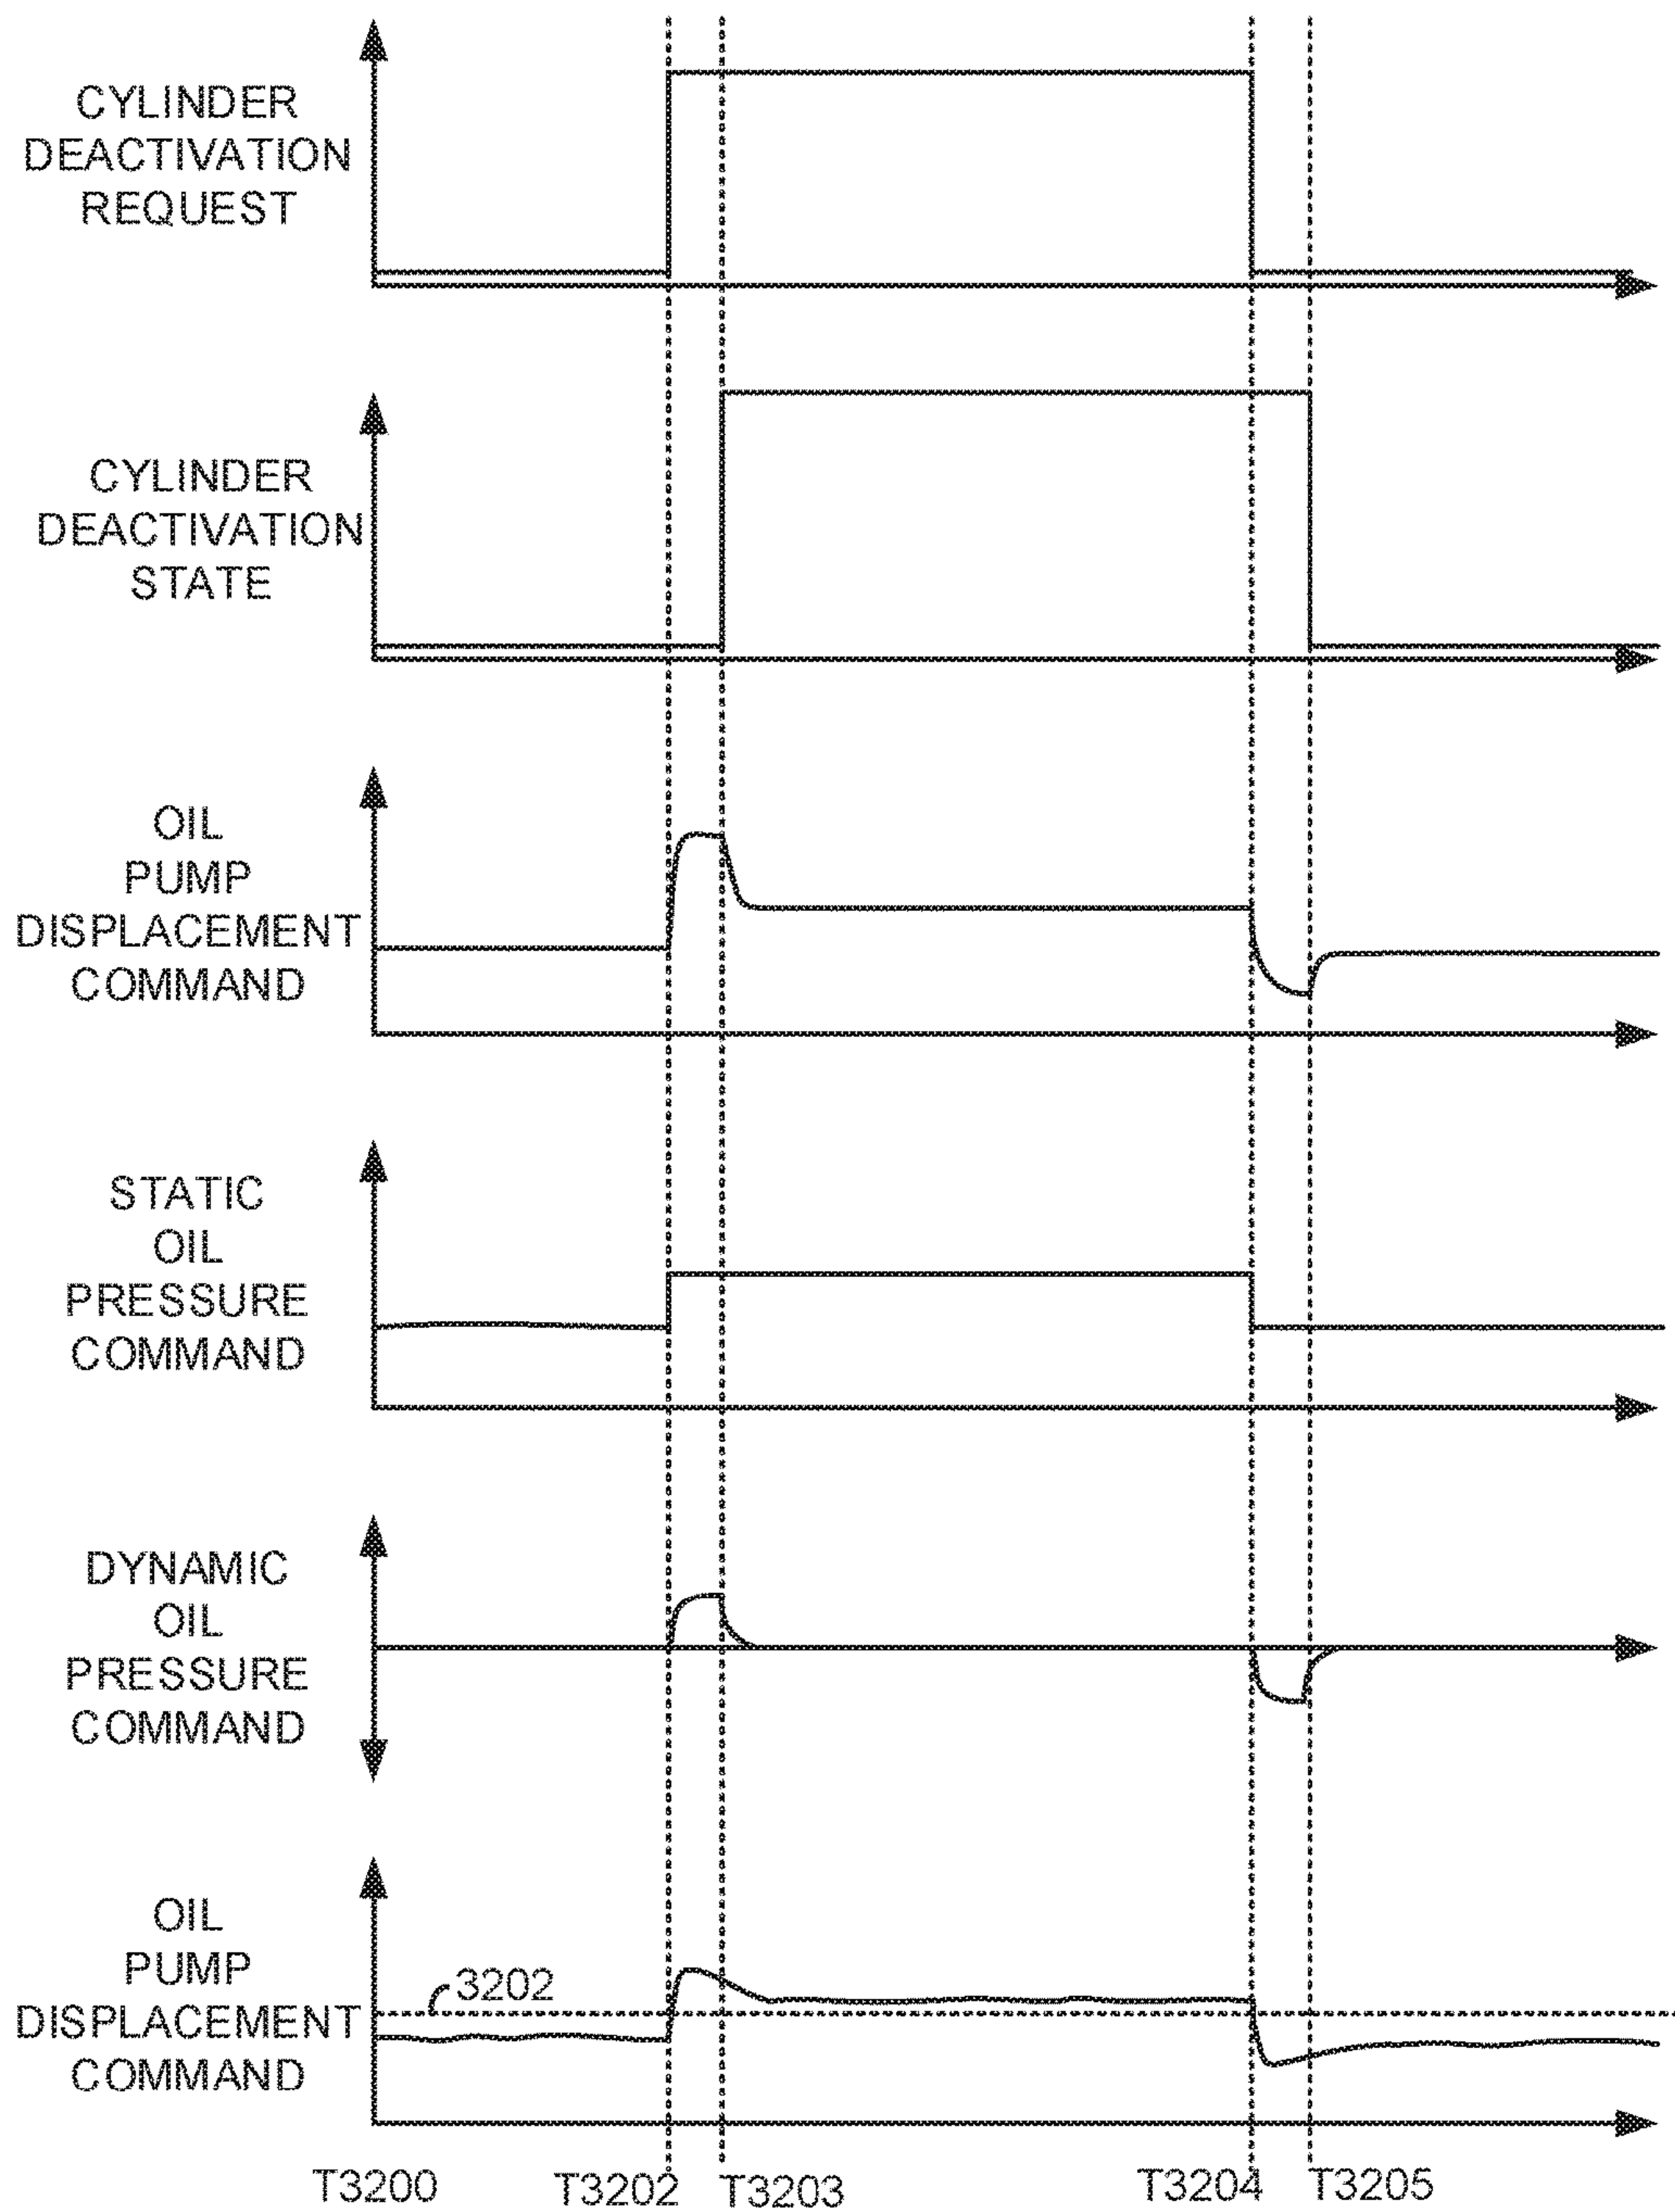 CYLINDER
DEACTIVATION
REQUEST
CYLINDER
DEACTIVATION
STATE
OIL
PUMP
DISPLACEMENT
COMMAND
STATIC
OIL
PRESSURE
COMMAND
DYNAMIC
OIL
PRESSURE
COMMAND
OIL
PUMP
DISPLACEMENT
COMMAND
3202
T3200 T3202 T3203 T3204 T3205